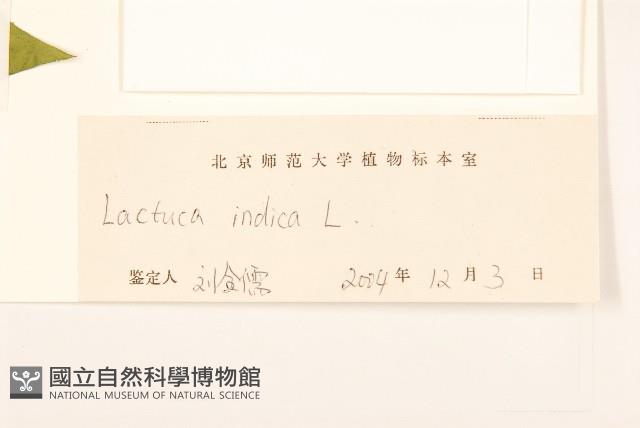 北京师范大学植物标本室
Lactuca indica L.
鉴定人 刘全儒 2004年12月3日
國立自然科學博物館
NATIONAL MUSEUM OF NATURAL SCIENCE